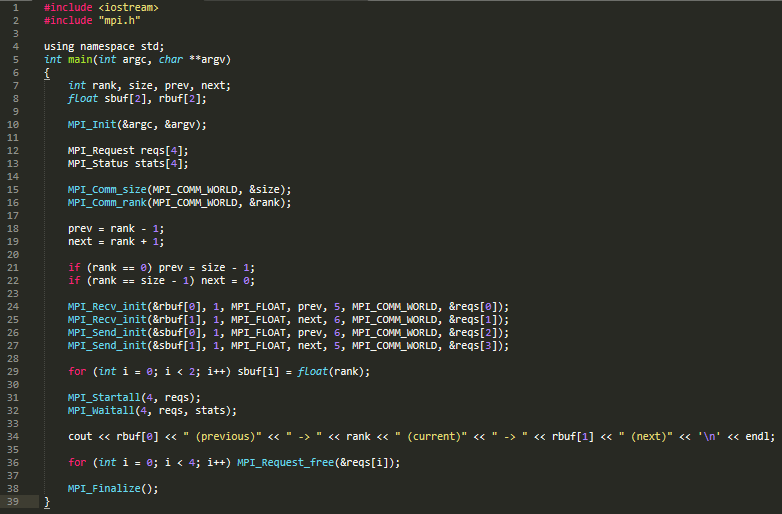 1 #include <iostream>
2 #include "mpi.h"
3
4 using namespace std;
5 int main(int argc, char **argv)
6 {
7 int rank, size, prev, next;
8 float sbuf[2], rbuf[2];
9
10 MPI_Init(&argc, &argv);
11
12 MPI_Request reqs[4];
13 MPI_Status stats[4];
14
15 MPI_Comm_size(MPI_COMM_WORLD, &size);
16 MPI_Comm_rank(MPI_COMM_WORLD, &rank);
17
18 prev = rank - 1;
19 next = rank + 1;
20
21 if (rank == 0) prev = size - 1;
22 if (rank == size - 1) next = 0;
23
24 MPI_Recv_init(&rbuf[0], 1, MPI_FLOAT, prev, 5, MPI_COMM_WORLD, &reqs[0]);
25 MPI_Recv_init(&rbuf[1], 1, MPI_FLOAT, next, 6, MPI_COMM_WORLD, &reqs[1]);
26 MPI_Send_init(&sbuf[0], 1, MPI_FLOAT, prev, 6, MPI_COMM_WORLD, &reqs[2]);
27 MPI_Send_init(&sbuf[1], 1, MPI_FLOAT, next, 5, MPI_COMM_WORLD, &reqs[3]);
28
29 for (int i = 0; i < 2; i++) sbuf[i] = float(rank);
30
31 MPI_Startall(4, reqs);
32 MPI_Waitall(4, reqs, stats);
33
34 cout << rbuf[0] << " (previous)" << " -> " << rank << " (current)" << " -> " << rbuf[1] << " (next)" << '\n' << endl;
35
36 for (int i = 0; i < 4; i++) MPI_Request_free(&reqs[i]);
37
38 MPI_Finalize();
39 }